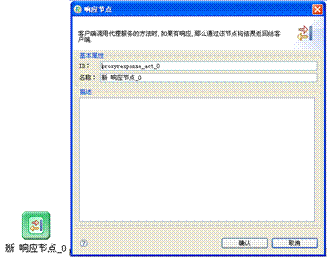 响应节点
客户端调用代理服务的方法时,如果有响应,那么通过该节点将结果返回给客
户端.
基本属性
ID: proxyresponse_act_0
名称: 新 响应节点_0
描述
确认 取消
新 响应节点_0